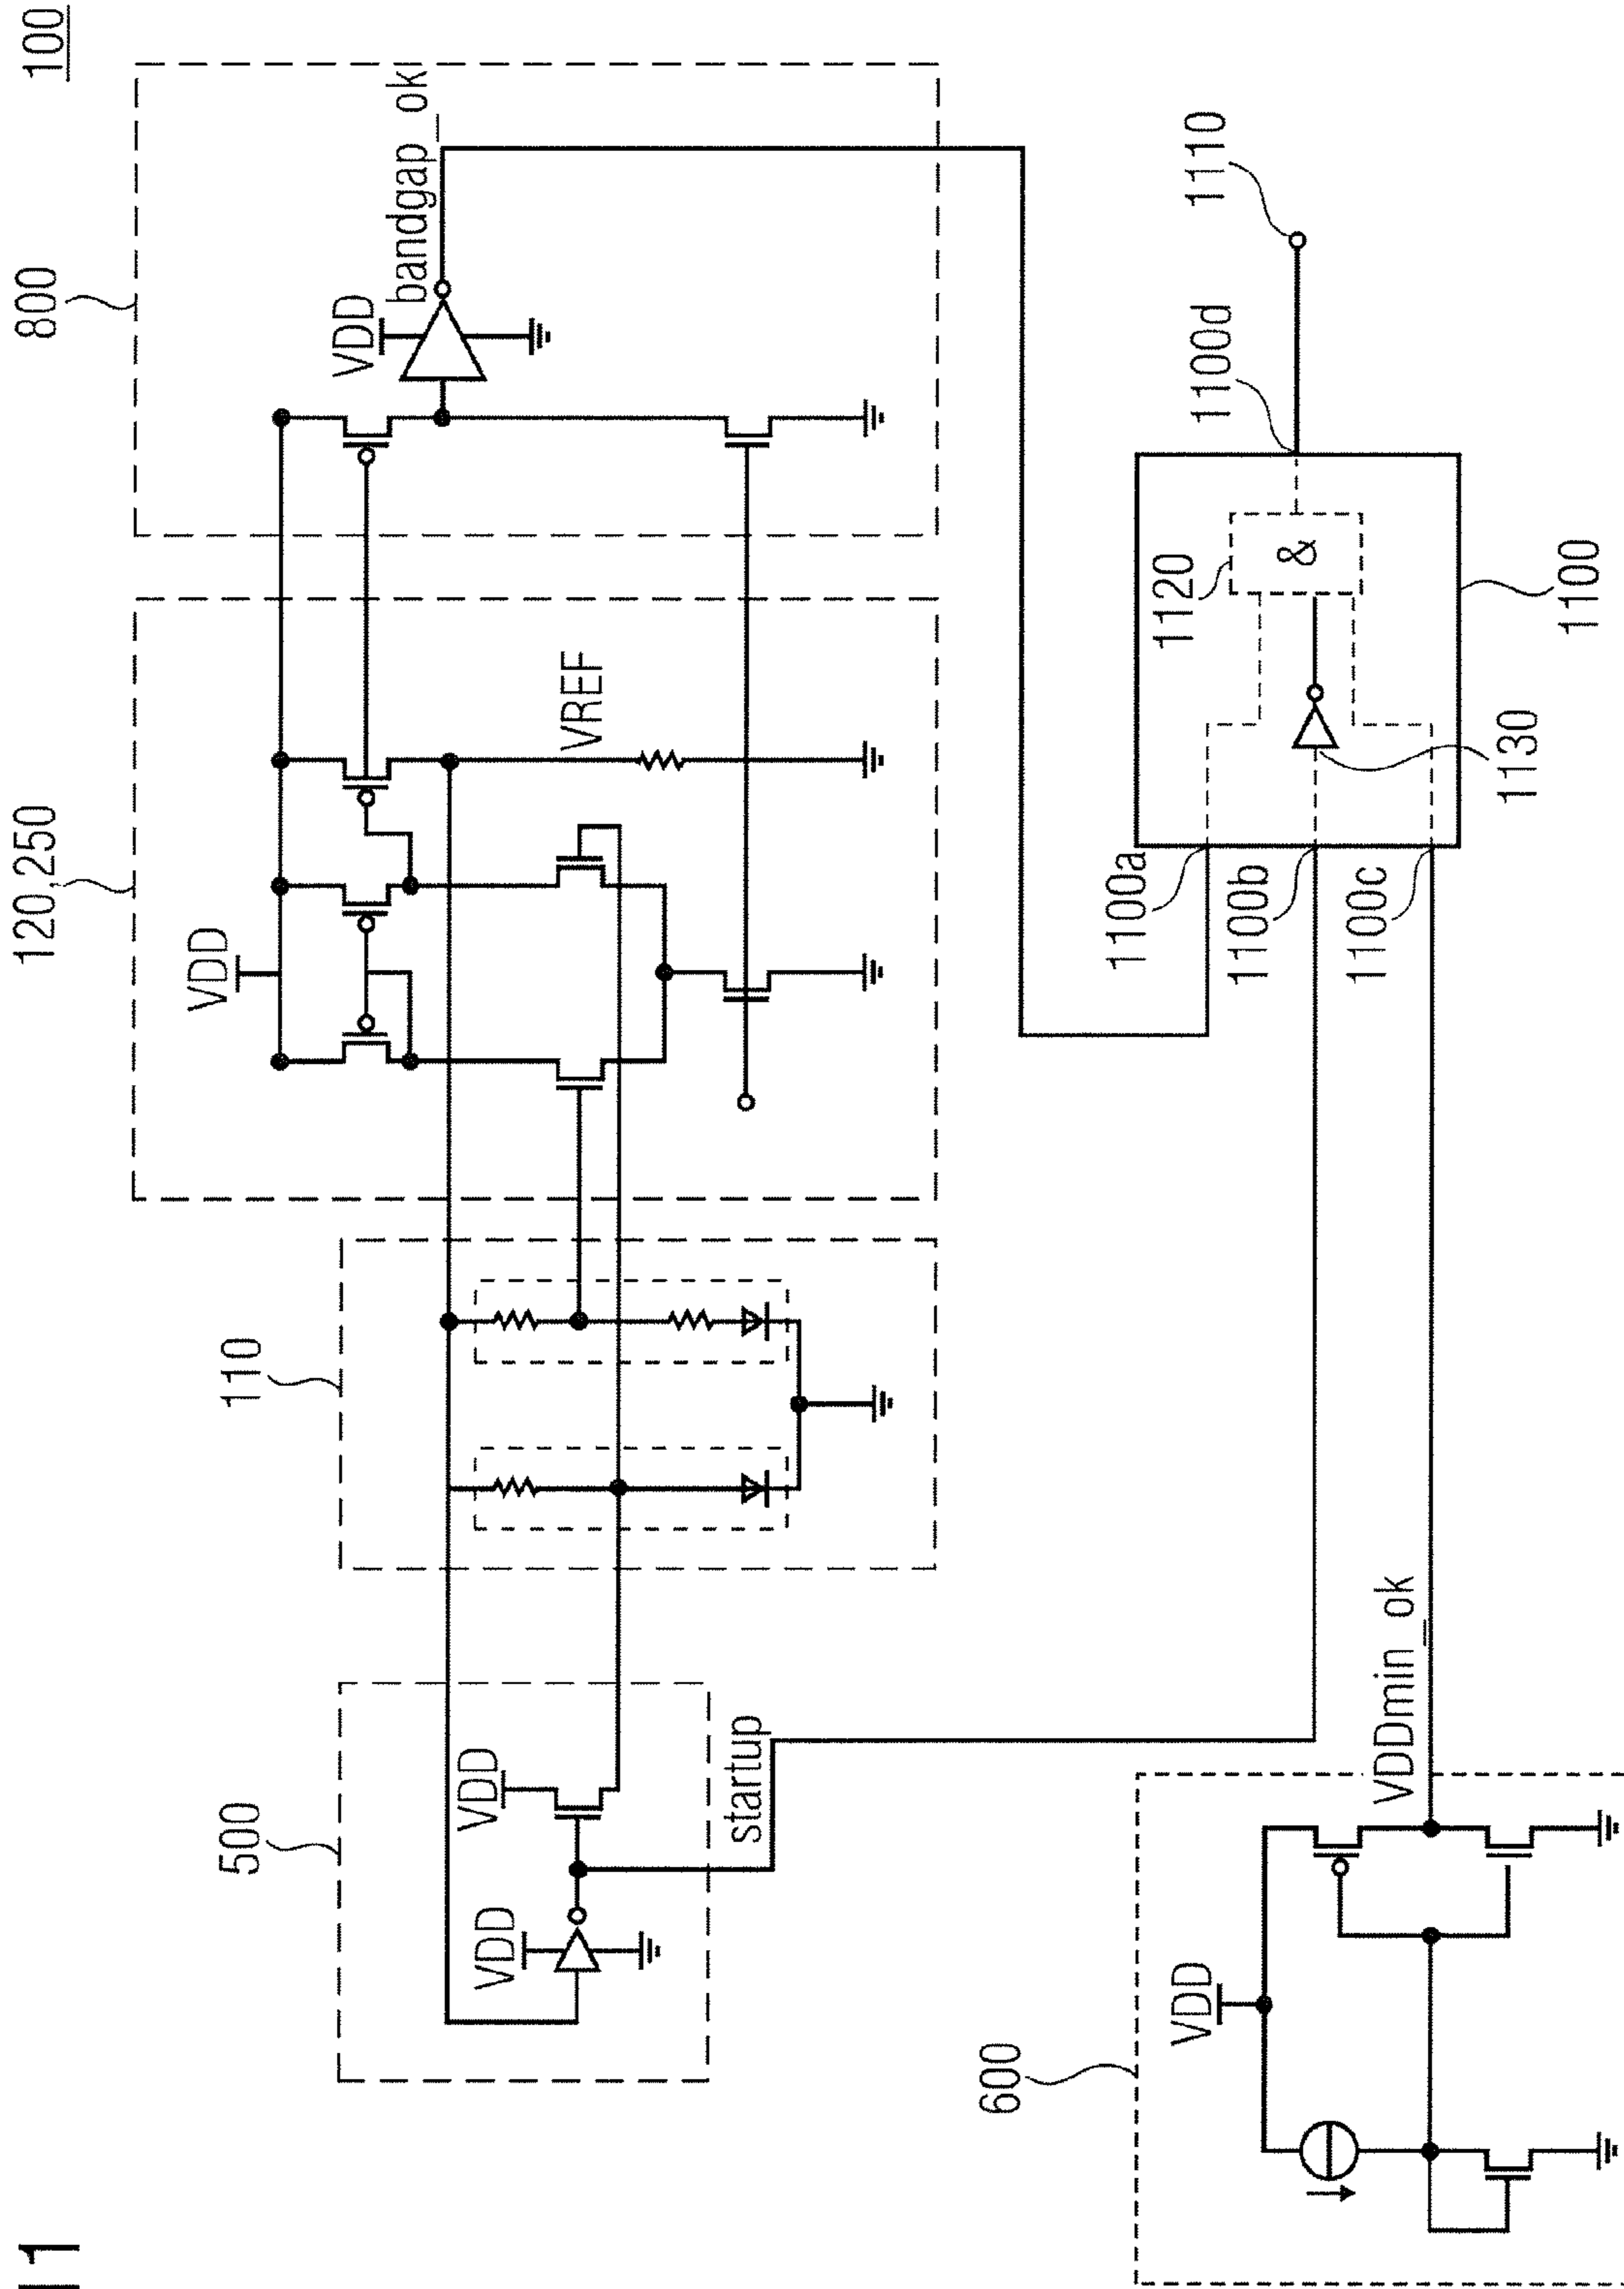 11
100
500
110
120,250
800
VDD
VDD
bandgap_ok
VDD
VDD
VREF
startup
600
VDD
VDDmin_ok
1100a
1100b
1100c
1120
&
1130
1100d
1110
1100